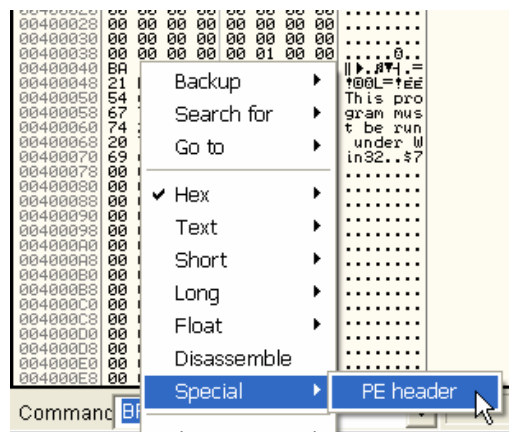 00400028 00 00 00 00 00 00 00 00 ........
00400030 00 00 00 00 00 00 00 00 ........
00400038 00 00 00 00 00 01 00 00
00400040 BA
00400048 21
00400050 54 This pro
00400058 67 gram mus
00400060 74 t be run
00400068 20 under W
00400070 69 in32..$7
00400078 00 ........
00400080 00 ........
00400088 00 ........
00400090 00 ........
00400098 00 ........
004000A0 00 ........
004000A8 00 ........
004000B0 00 ........
004000B8 00 ........
004000C0 00 ........
004000C8 00 ........
004000D0 00 ........
004000D8 00 ........
004000E0 00 ........
004000E8 00 ........
Backup
Search for
Go to
Hex
Text
Short
Long
Float
Disassemble
Special
PE header
Command